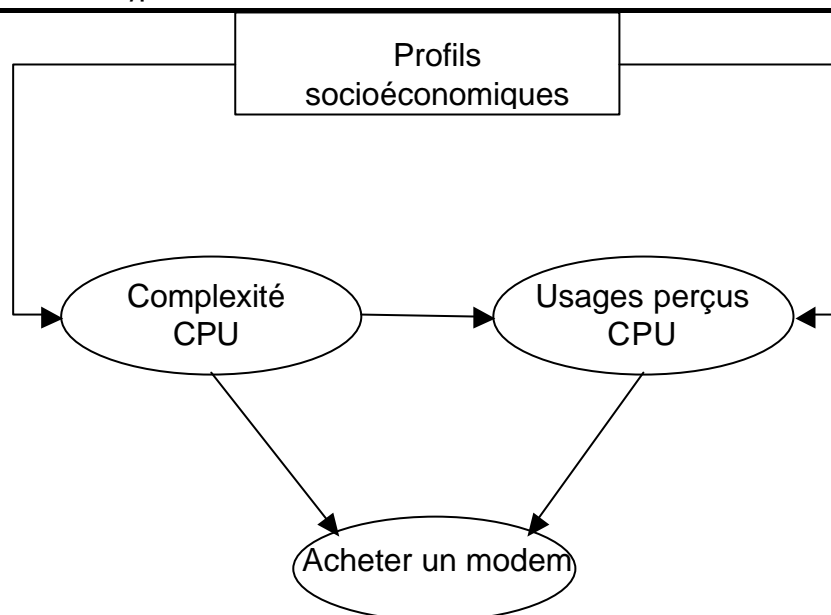 Profils
socioéconomiques
Complexité
CPU
Usages perçus
CPU
Acheter un modem